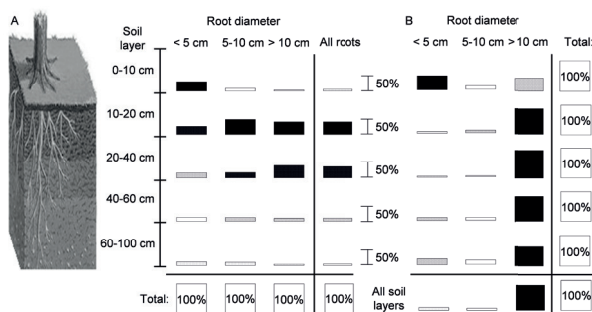 A Root diameter B Root diameter
Soil layer < 5 cm 5-10 cm > 10 cm All roots < 5 cm 5-10 cm >10 cm Total:
0-10 cm 50% 100%
10-20 cm 50% 100%
20-40 cm 50% 100%
40-60 cm 50% 100%
60-100 cm 50% 100%
Total: 100% 100% 100% 100% All soil layers